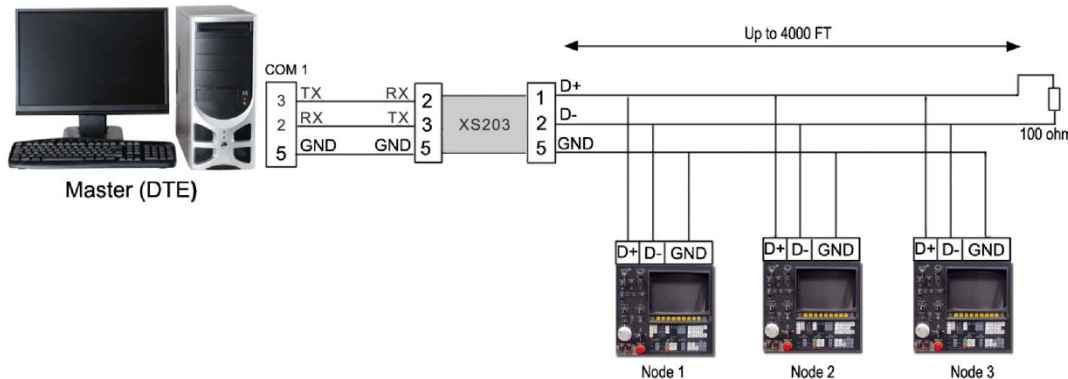 Up to 4000 FT
COM 1
3 TX RX 2
2 RX TX 3
5 GND GND 5
XS203
1 D+
2 D-
5 GND
100 ohm
Master (DTE)
D+ D- GND
D+ D- GND
D+ D- GND
Node 1
Node 2
Node 3